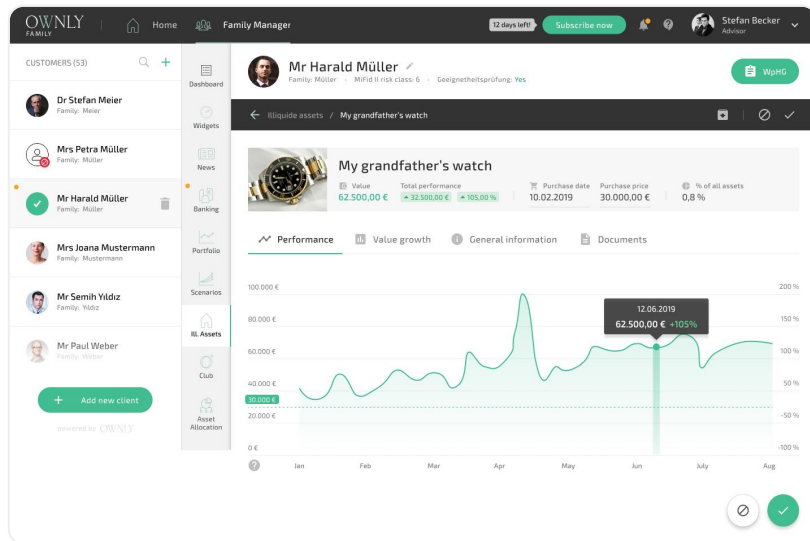 OWNLY
FAMILY
Home
Family Manager
12 days left!
Subscribe now
Stefan Becker
Advisor
CUSTOMERS (53)
Dr Stefan Meier
Family: Meier
Mrs Petra Müller
Family: Müller
Mr Harald Müller
Family: Müller
Mrs Joana Mustermann
Family: Mustermann
Mr Semih Yıldız
Family: Yıldız
Mr Paul Weber
Family: Weber
+ Add new client
powered by OWNLY
Dashboard
Widgets
News
Banking
Portfolio
Scenarios
Ill. Assets
Club
Asset
Allocation
Mr Harald Müller
Family: Müller - MiFid II risk class: 6 - Geeignetheitsprüfung: Yes
WpHG
Illiquide assets / My grandfather's watch
My grandfather's watch
Value Total performance Purchase date Purchase price % of all assets
62.500,00 € 32.500,00 € 105,00 % 10.02.2019 30.000,00 € 0,8 %
Performance Value growth General information Documents
100.000 € 200 %
12.06.2019
62.500,00 € +105%
80.000 € 150 %
60.000 € 100 %
40.000 € 50 %
30.000 €
20.000 € -50 %
0 € -100 %
Jan Feb Mar Apr May Jun July Aug